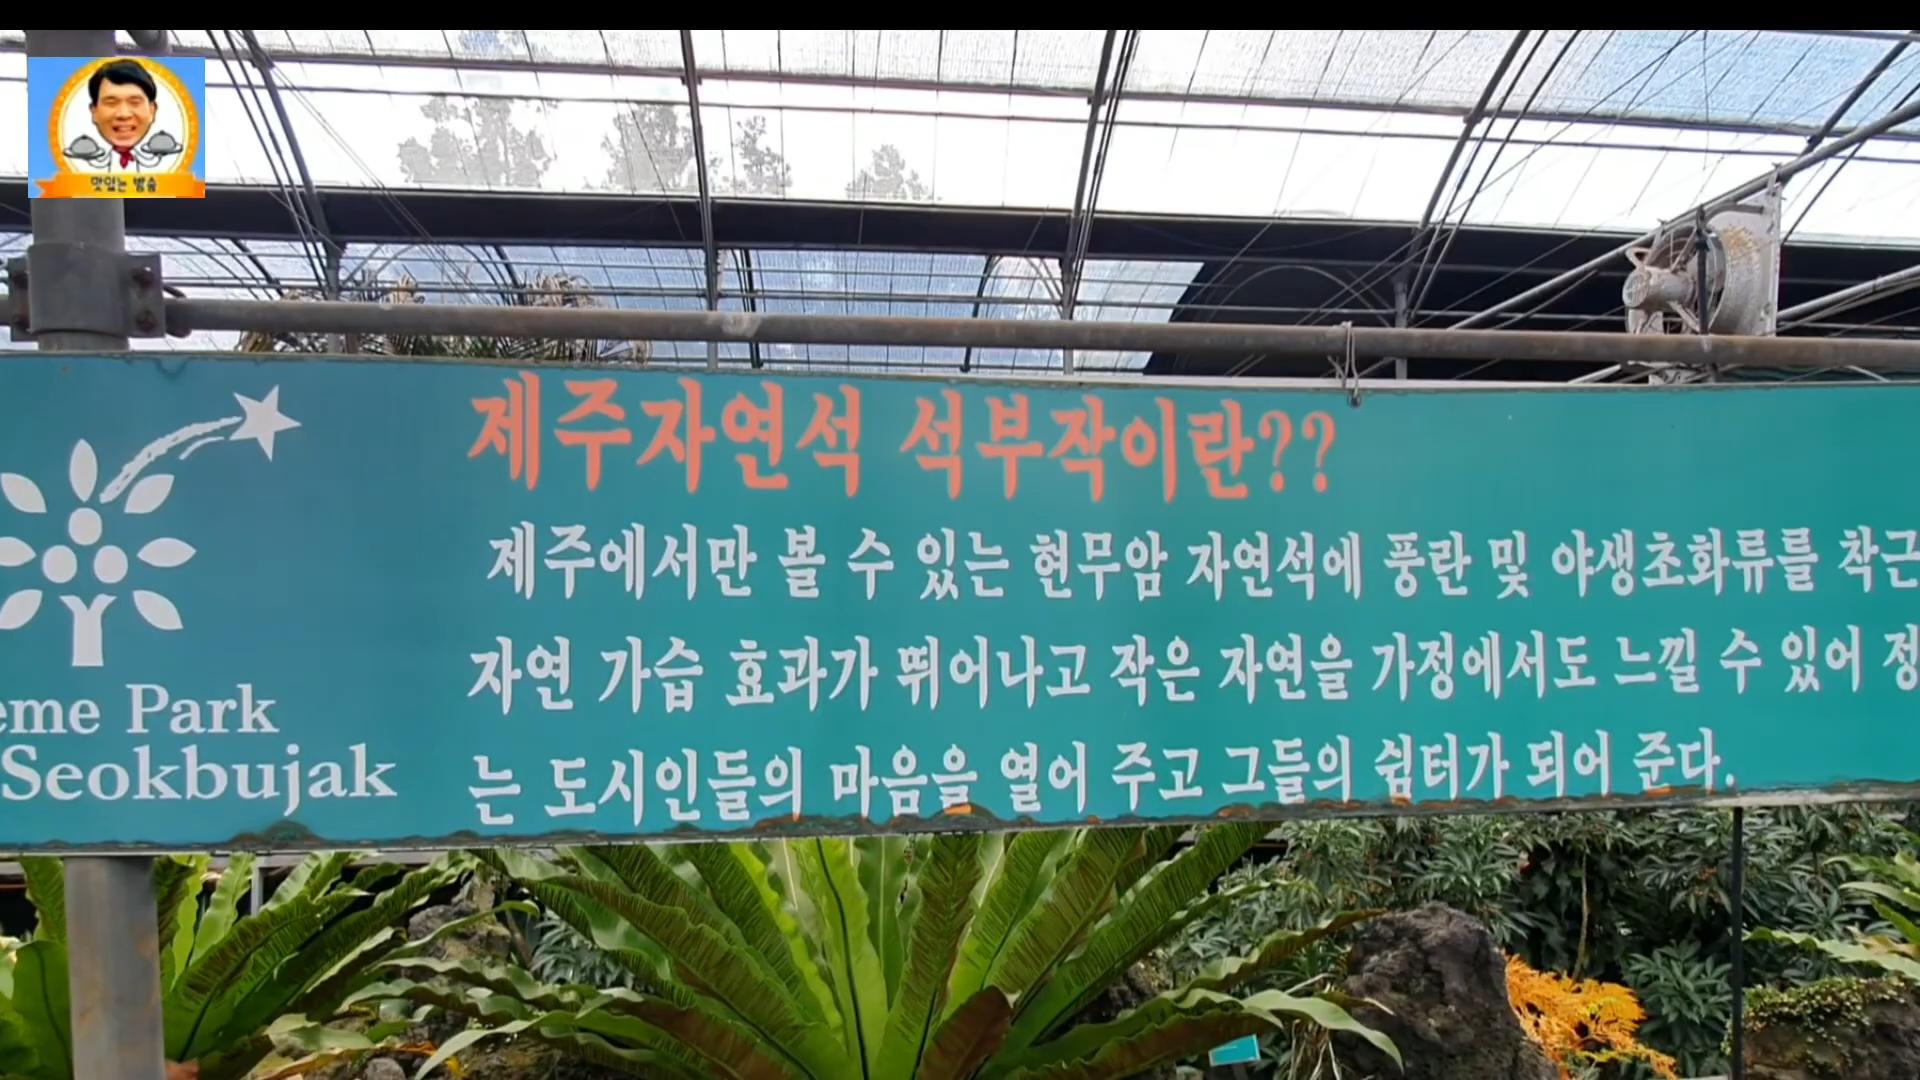 맛있는 방송
제주자연석 석부작이란??
제주에서만 볼 수 있는 현무암 자연석에 풍란 및 야생초화류를 착근
자연 가습 효과가 뛰어나고 작은 자연을 가정에서도 느낄 수 있어 정
는 도시인들의 마음을 열어 주고 그들의 쉼터가 되어 준다.
eme Park
Seokbujak